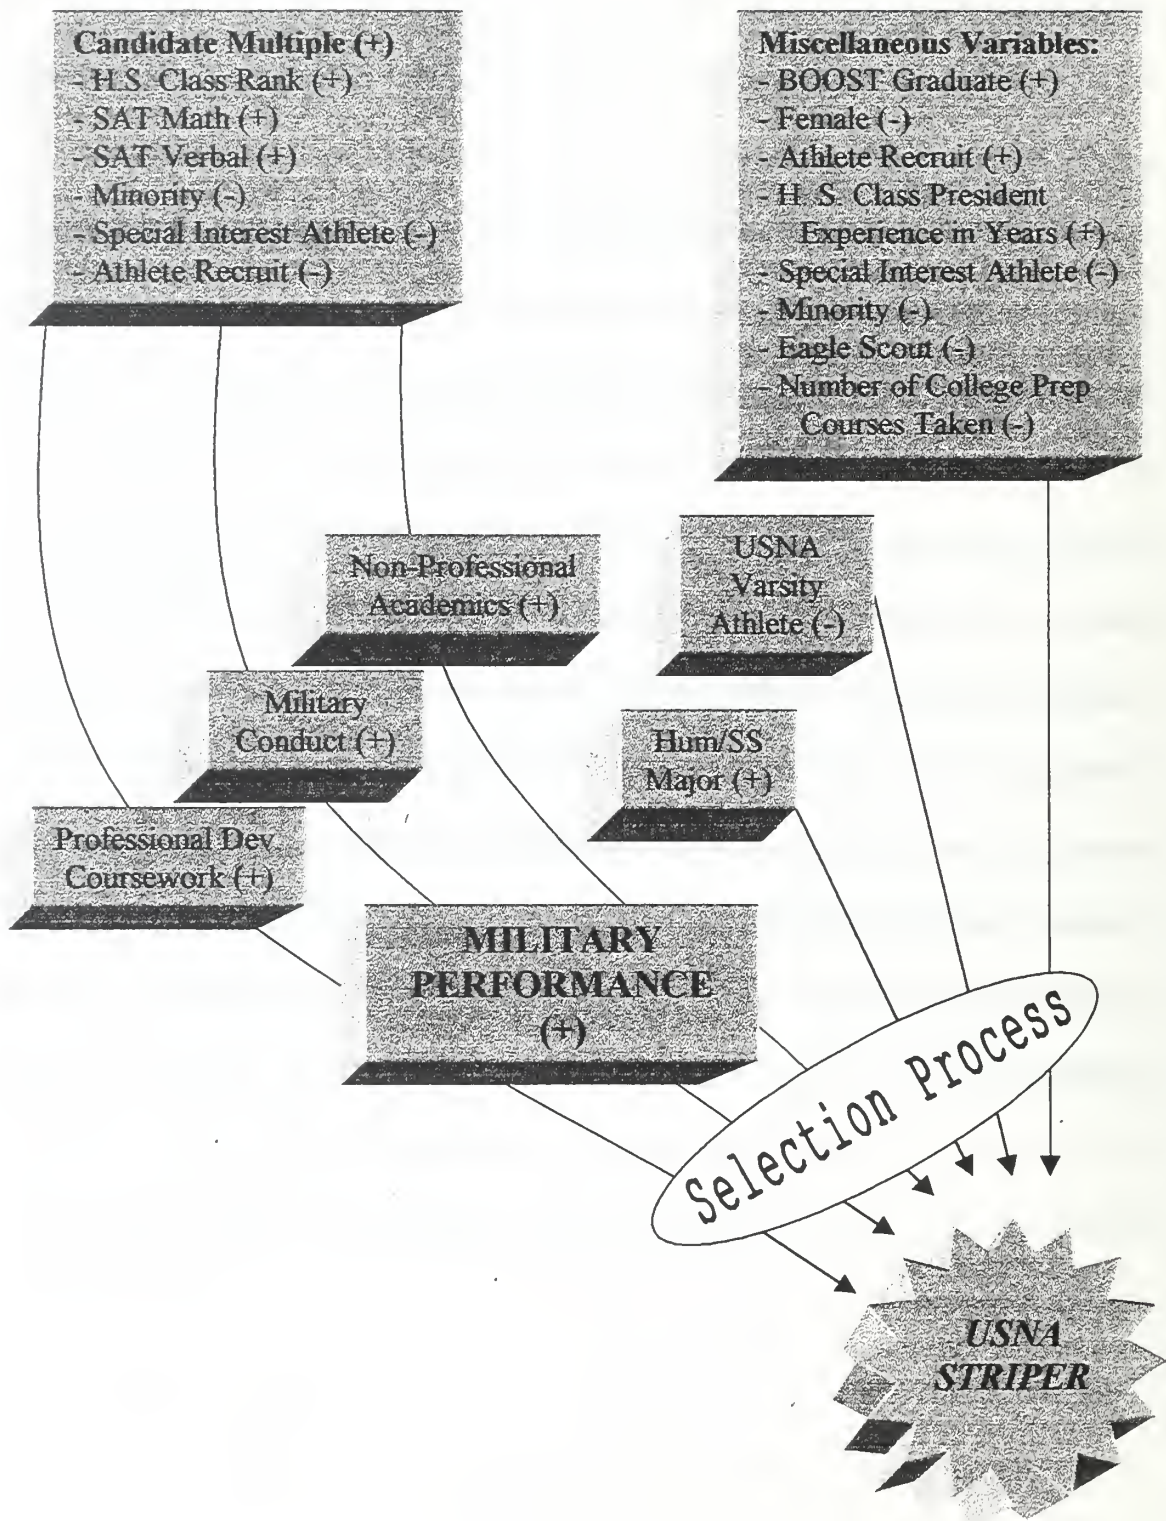 Candidate Multiple (+)
- H.S. Class Rank (+)
- SAT Math (+)
- SAT Verbal (+)
- Minority (-)
- Special Interest Athlete (-)
- Athlete Recruit (-)
Miscellaneous Variables:
- BOOST Graduate (+)
- Female (-)
- Athlete Recruit (+)
- H. S. Class President
Experience in Years (+)
- Special Interest Athlete (-)
- Minority (-)
- Eagle Scout (-)
- Number of College Prep
Courses Taken (-)
Non-Professional
Academics (+)
USNA
Varsity
Athlete (-)
Military
Conduct (+)
Hum/SS
Major (+)
Professional Dev
Coursework (+)
MILITARY
PERFORMANCE
(+)
Selection Process
USNA
STRIPER